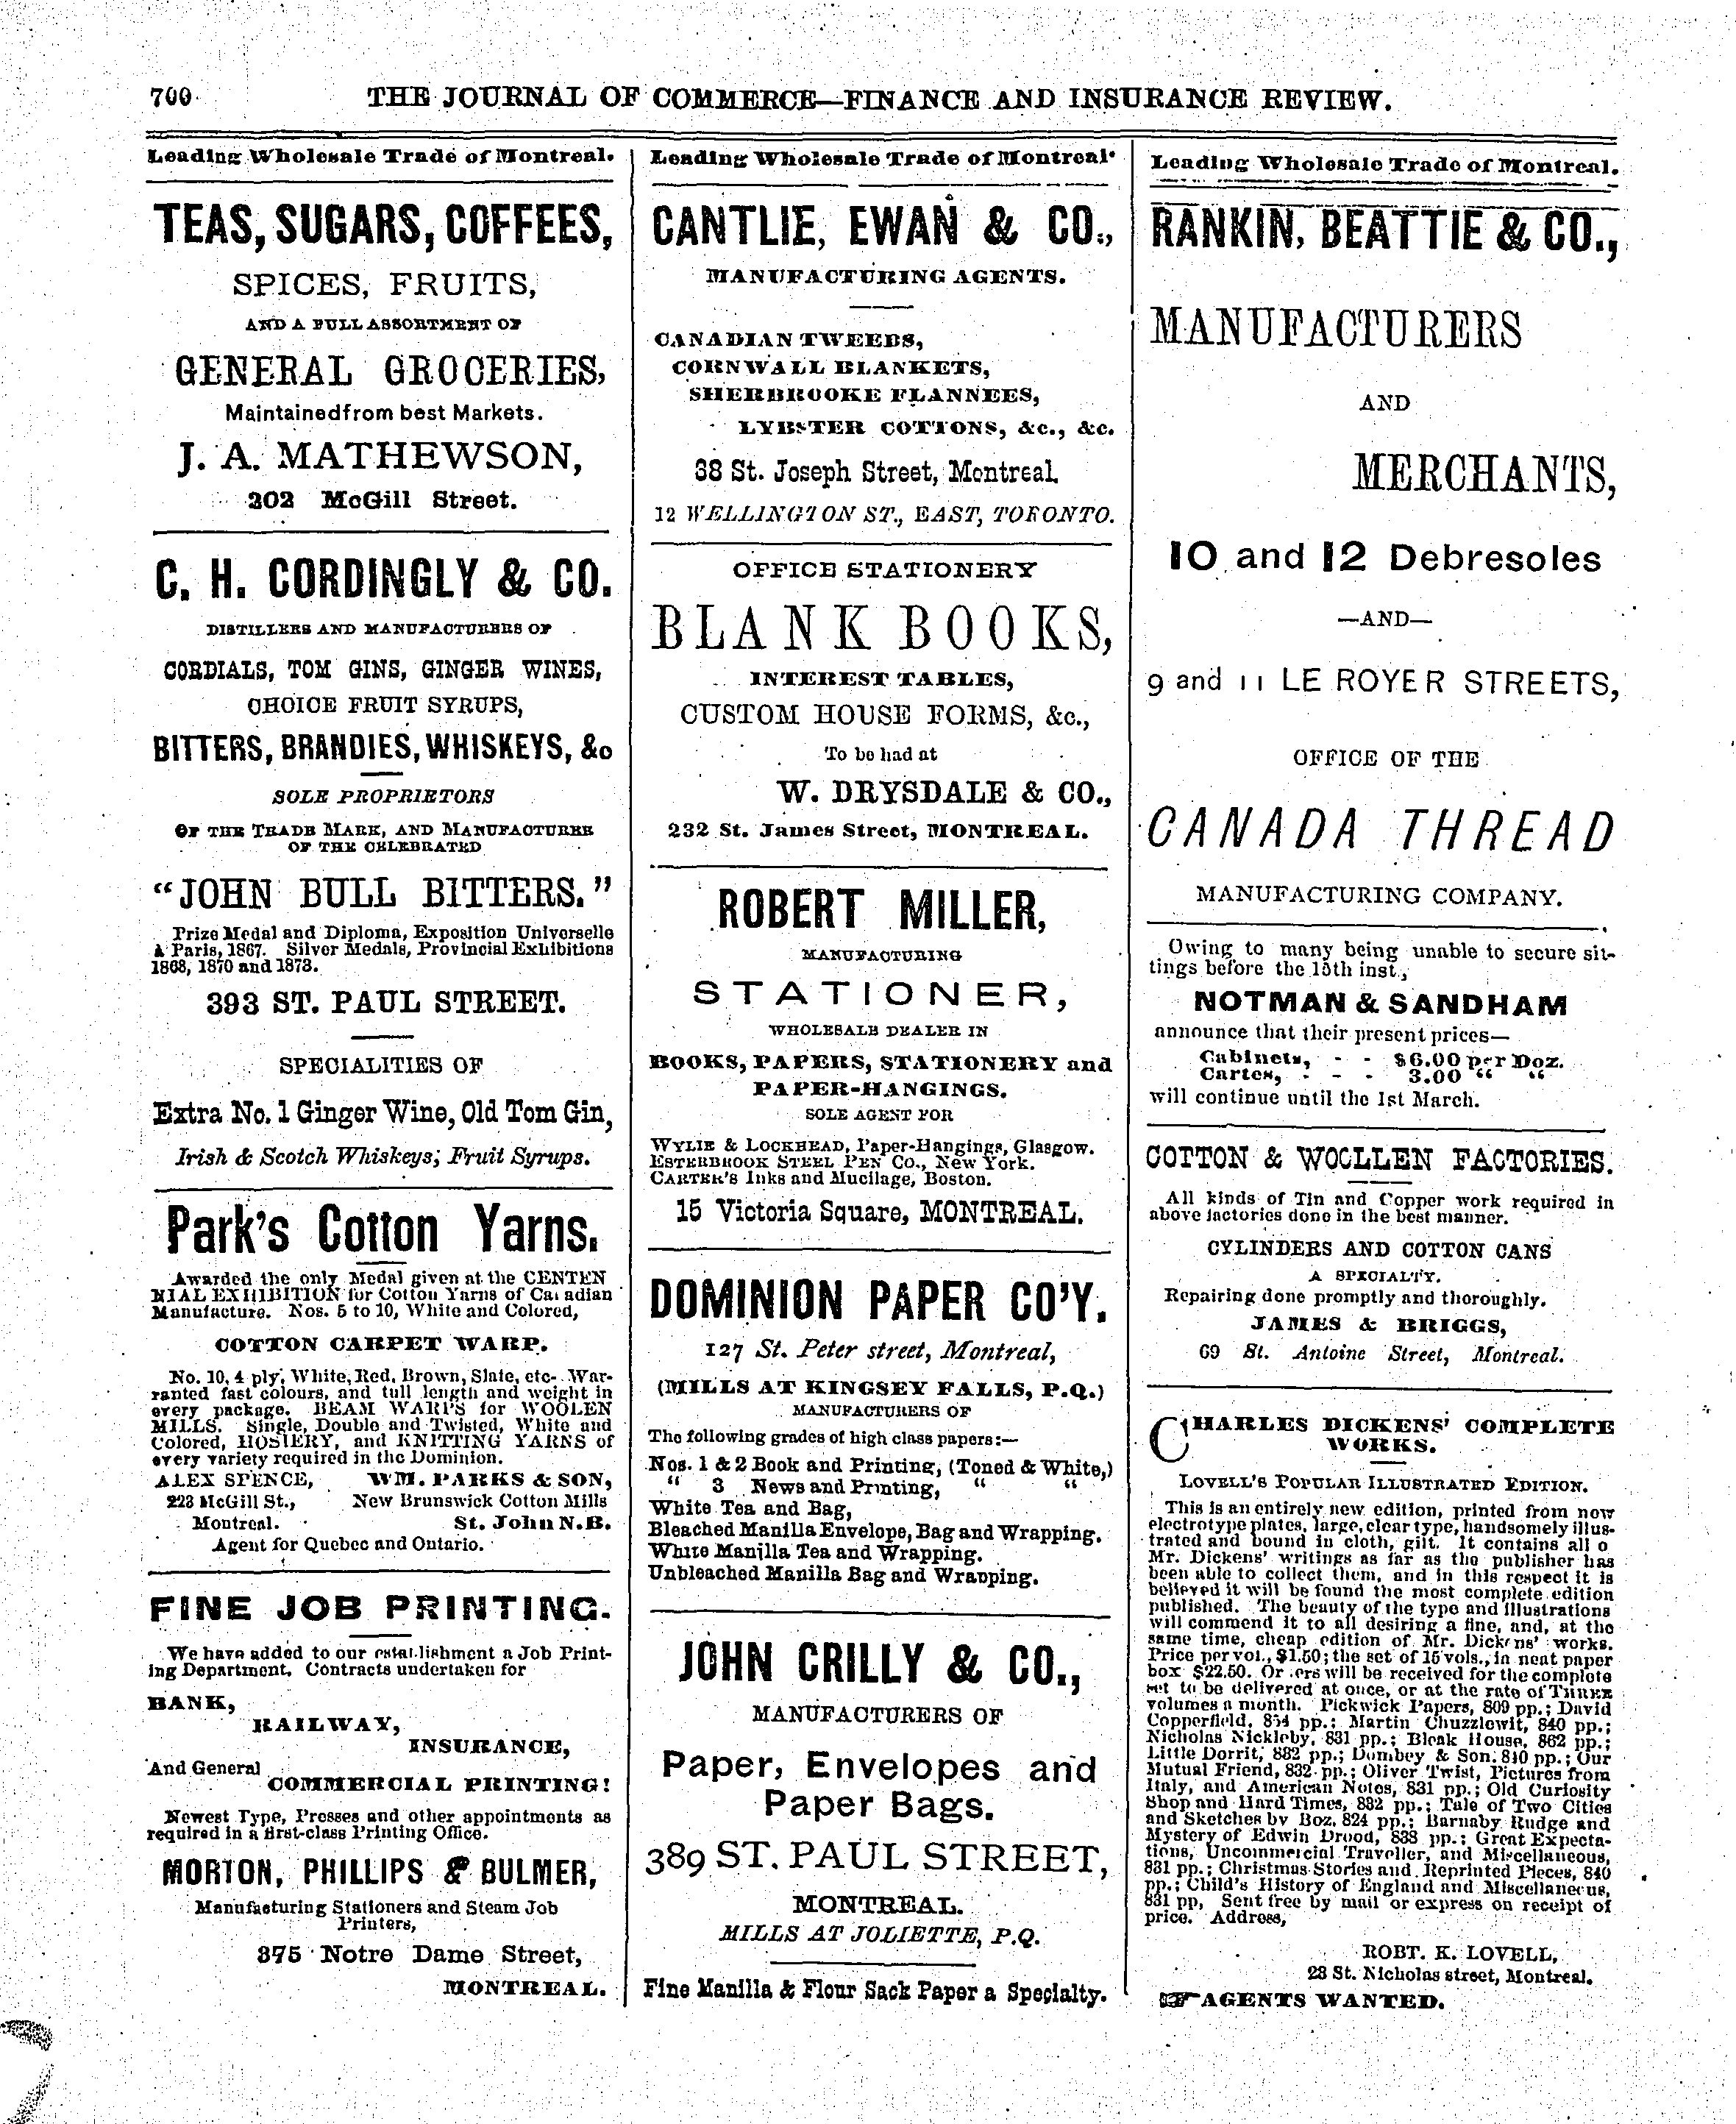 700
THE JOURNAL OF COMMERCE—FINANCE AND INSURANCE REVIEW.
Leading Wholesale Trade of Montreal.
TEAS, SUGARS, COFFEES,
SPICES, FRUITS,
AND A FULL ASSORTMENT OF
GENERAL GROCERIES,
Maintained from best Markets.
J. A. MATHEWSON,
202 McGill Street.
C. H. CORDINGLY & CO.
DISTILLERS AND MANUFACTURERS OF
CORDIALS, TOM GINS, GINGER WINES,
CHOICE FRUIT SYRUPS,
BITTERS, BRANDIES, WHISKEYS, &c
SOLE PROPRIETORS
OF THE TRADE MARK, AND MANUFACTURER
OF THE CELEBRATED
“JOHN BULL BITTERS.”
Prize Medal and Diploma, Exposition Universelle
à Paris, 1867. Silver Medals, Provincial Exhibitions
1868, 1870 and 1873.
393 ST. PAUL STREET.
SPECIALITIES OF
Extra No. 1 Ginger Wine, Old Tom Gin,
Irish & Scotch Whiskeys; Fruit Syrups.
Park's Cotton Yarns.
Awarded the only Medal given at the CENTEN
NIAL EXHIBITION for Cotton Yarns of Canadian
Manufacture. Nos. 5 to 10, White and Colored,
COTTON CARPET WARP.
No. 10, 4 ply, White, Red, Brown, Slate, etc-. War-
ranted fast colours, and full length and weight in
every package. BEAM WARPS for WOOLEN
MILLS. Single, Double and Twisted, White and
Colored, HOSIERY, and KNITTING YARNS of
every variety required in the Dominion.
ALEX SPENCE, WM. PARKS & SON,
223 McGill St., New Brunswick Cotton Mills
Montreal. St. John N.B.
Agent for Quebec and Ontario.
FINE JOB PRINTING.
We have added to our establishment a Job Print-
ing Department. Contracts undertaken for
BANK,
RAILWAY,
INSURANCE,
And General
COMMERCIAL PRINTING!
Newest Type, Presses and other appointments as
required in a first-class Printing Office.
MORTON, PHILLIPS & BULMER,
Manufacturing Stationers and Steam Job
Printers,
375 Notre Dame Street,
MONTREAL.
Leading Wholesale Trade of Montreal.
CANTLIE, EWAN & CO.,
MANUFACTURING AGENTS.
CANADIAN TWEEDS,
CORNWALL BLANKETS,
SHERBROOKE FLANNELS,
LYBSTER COTTONS, &c., &c.
38 St. Joseph Street, Montreal.
12 WELLINGTON ST., EAST, TORONTO.
OFFICE STATIONERY
BLANK BOOKS,
INTEREST TABLES,
CUSTOM HOUSE FORMS, &c.,
To be had at
W. DRYSDALE & CO.,
232 St. James Street, MONTREAL.
ROBERT MILLER,
MANUFACTURING
STATIONER,
WHOLESALE DEALER IN
BOOKS, PAPERS, STATIONERY and
PAPER-HANGINGS.
SOLE AGENT FOR
WYLIE & LOCKHEAD, Paper-Hangings, Glasgow.
ESTERBROOK STEEL PEN CO., New York.
CARTER'S Inks and Mucilage, Boston.
15 Victoria Square, MONTREAL.
DOMINION PAPER CO'Y.
127 St. Peter street, Montreal,
(MILLS AT KINGSEY FALLS, P.Q.)
MANUFACTURERS OF
The following grades of high class papers:—
Nos. 1 & 2 Book and Printing, (Toned & White,)
“ 3 News and Printing, “ “
White Tea and Bag,
Bleached Manilla Envelope, Bag and Wrapping.
White Manilla Tea and Wrapping.
Unbleached Manilla Bag and Wrapping.
JOHN CRILLY & CO.,
MANUFACTURERS OF
Paper, Envelopes and
Paper Bags.
389 ST. PAUL STREET,
MONTREAL.
MILLS AT JOLIETTE, P.Q.
Fine Manilla & Flour Sack Paper a Specialty.
Leading Wholesale Trade of Montreal.
RANKIN, BEATTIE & CO.,
MANUFACTURERS
AND
MERCHANTS,
10 and 12 Debresoles
—AND—
9 and 11 LE ROYER STREETS,
OFFICE OF THE
CANADA THREAD
MANUFACTURING COMPANY.
Owing to many being unable to secure sit-
tings before the 15th inst.,
NOTMAN & SANDHAM
announce that their present prices—
Cabinets, - - $6.00 per Doz.
Cartes, - - - 3.00 “ “
will continue until the 1st March.
COTTON & WOOLLEN FACTORIES.
All kinds of Tin and Copper work required in
above factories done in the best manner.
CYLINDERS AND COTTON CANS
A SPECIALTY.
Repairing done promptly and thoroughly.
JAMES & BRIGGS,
69 St. Antoine Street, Montreal.
CHARLES DICKENS' COMPLETE
WORKS.
LOVELL'S POPULAR ILLUSTRATED EDITION.
This is an entirely new edition, printed from now
electrotype plates, large, clear type, handsomely illus-
trated and bound in cloth, gilt. It contains all o
Mr. Dickens' writings as far as the publisher has
been able to collect them, and in this respect it is
believed it will be found the most complete edition
published. The beauty of the type and illustrations
will commend it to all desiring a fine, and, at the
same time, cheap edition of Mr. Dickens' works.
Price per vol., $1.50; the set of 15 vols., in neat paper
box $22.50. Orders will be received for the complete
set to be delivered at once, or at the rate of THREE
volumes a month. Pickwick Papers, 809 pp.; David
Copperfield, 854 pp.; Martin Chuzzlewit, 840 pp.;
Nicholas Nickleby, 831 pp.; Bleak House, 862 pp.;
Little Dorrit, 882 pp.; Dombey & Son. 840 pp.; Our
Mutual Friend, 832 pp.; Oliver Twist, Pictures from
Italy, and American Notes, 831 pp.; Old Curiosity
Shop and Hard Times, 832 pp.; Tale of Two Cities
and Sketches by Boz, 824 pp.; Barnaby Rudge and
Mystery of Edwin Drood, 838 pp.; Great Expecta-
tions, Uncommercial Traveller, and Miscellaneous,
831 pp.; Christmas Stories and Reprinted Pieces, 840
pp.; Child's History of England and Miscellaneous,
831 pp, Sent free by mail or express on receipt of
price. Address,
ROBT. K. LOVELL,
23 St. Nicholas street, Montreal.
☞AGENTS WANTED.